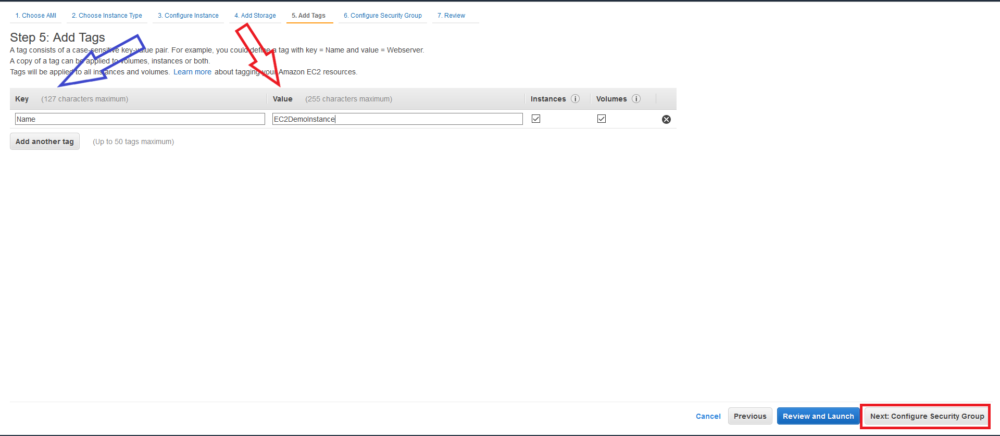 1. Choose AMI 2. Choose Instance Type 3. Configure Instance 4. Add Storage 5. Add Tags 6. Configure Security Group 7. Review
Step 5: Add Tags
A tag consists of a case-sensitive key-value pair. For example, you could define a tag with key = Name and value = Webserver.
A copy of a tag can be applied to volumes, instances or both.
Tags will be applied to all instances and volumes. Learn more about tagging your Amazon EC2 resources.
Key (127 characters maximum) Value (255 characters maximum) Instances i Volumes i
Name EC2DemoInstance
Add another tag (Up to 50 tags maximum)
Cancel Previous Review and Launch Next: Configure Security Group